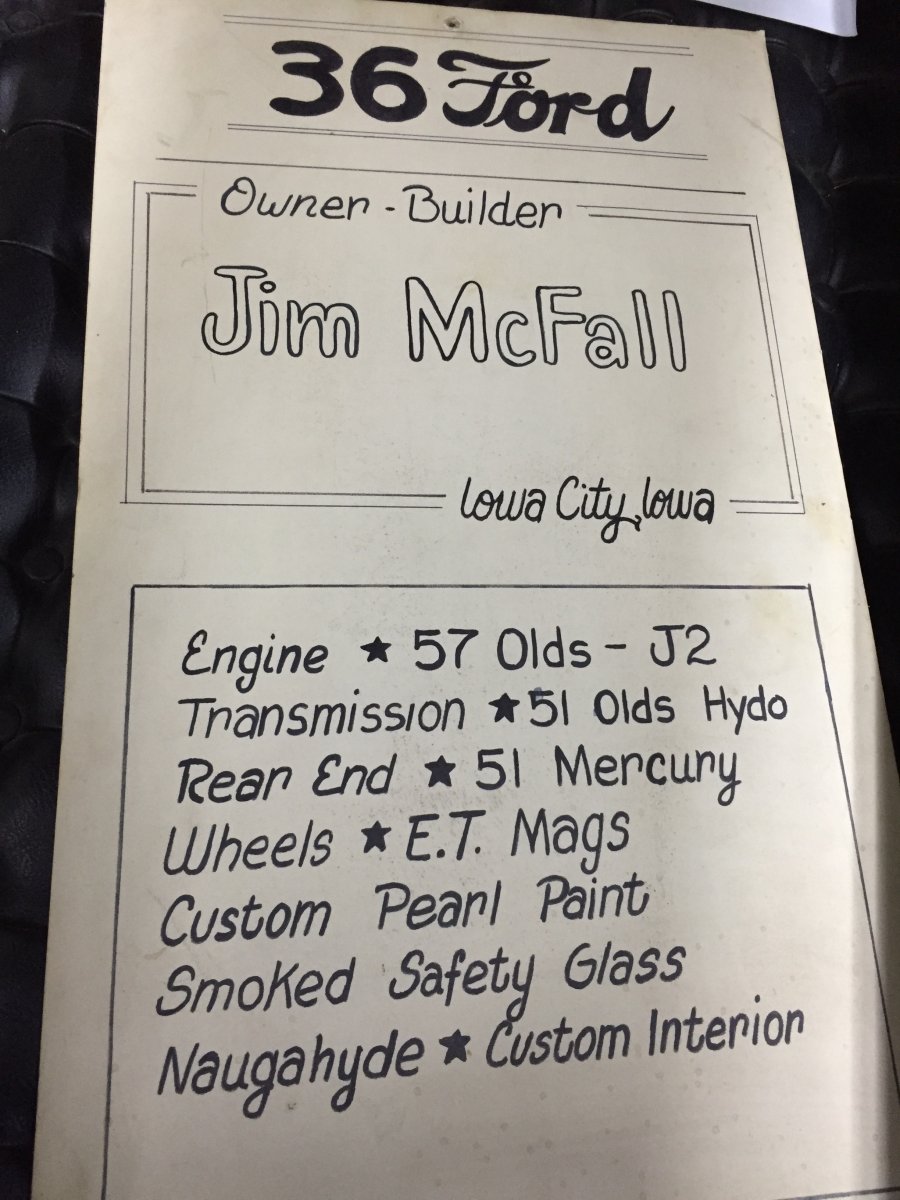 36 Ford
Owner - Builder
Jim McFall
Iowa City, Iowa
Engine ★ 57 Olds - J2
Transmission ★ 51 Olds Hydo
Rear End ★ 51 Mercury
Wheels ★ E.T. Mags
Custom Pearl Paint
Smoked Safety Glass
Naugahyde ★ Custom Interior